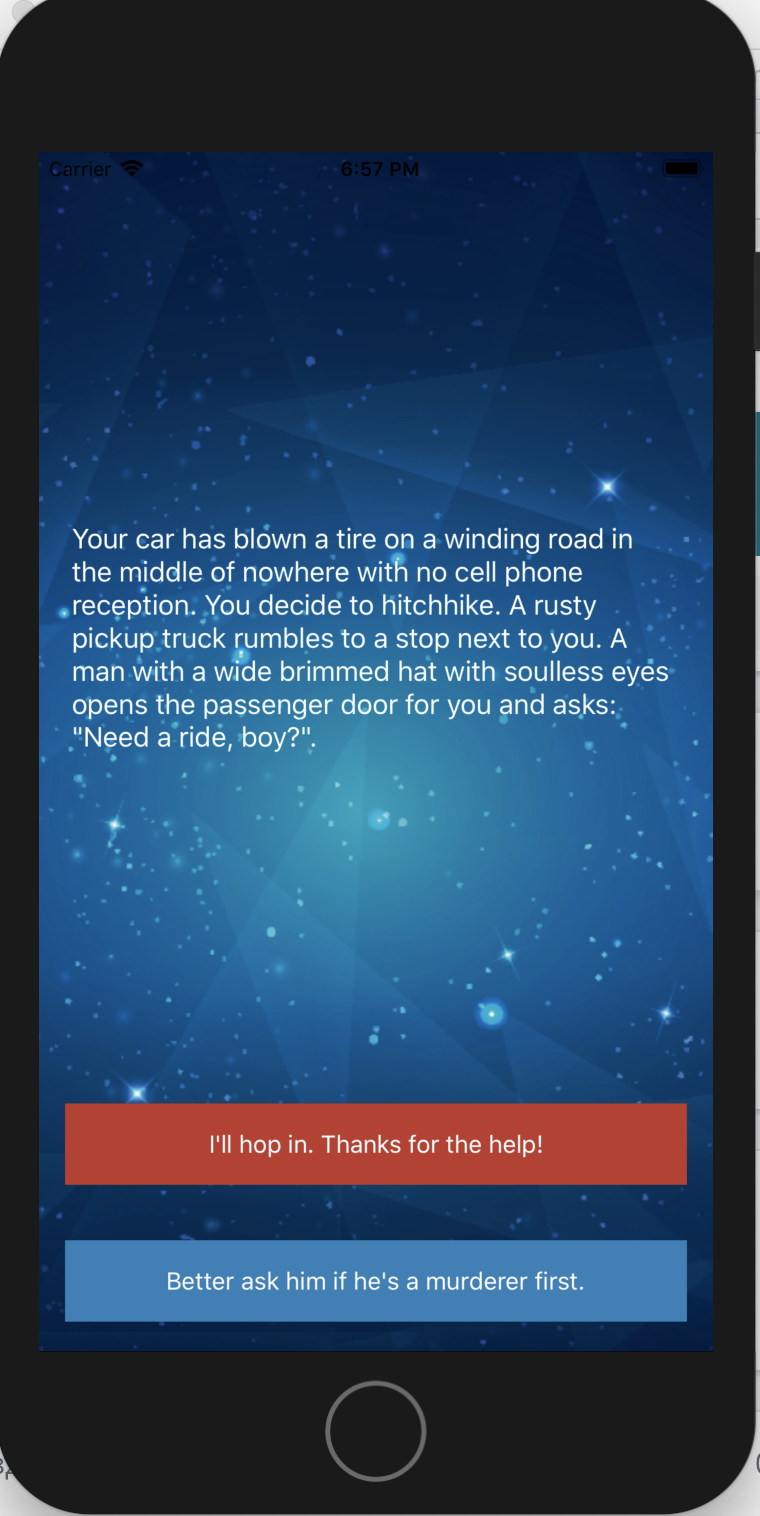 Carrier 6:57 PM
Your car has blown a tire on a winding road in
the middle of nowhere with no cell phone
reception. You decide to hitchhike. A rusty
pickup truck rumbles to a stop next to you. A
man with a wide brimmed hat with soulless eyes
opens the passenger door for you and asks:
"Need a ride, boy?".
I'll hop in. Thanks for the help!
Better ask him if he's a murderer first.